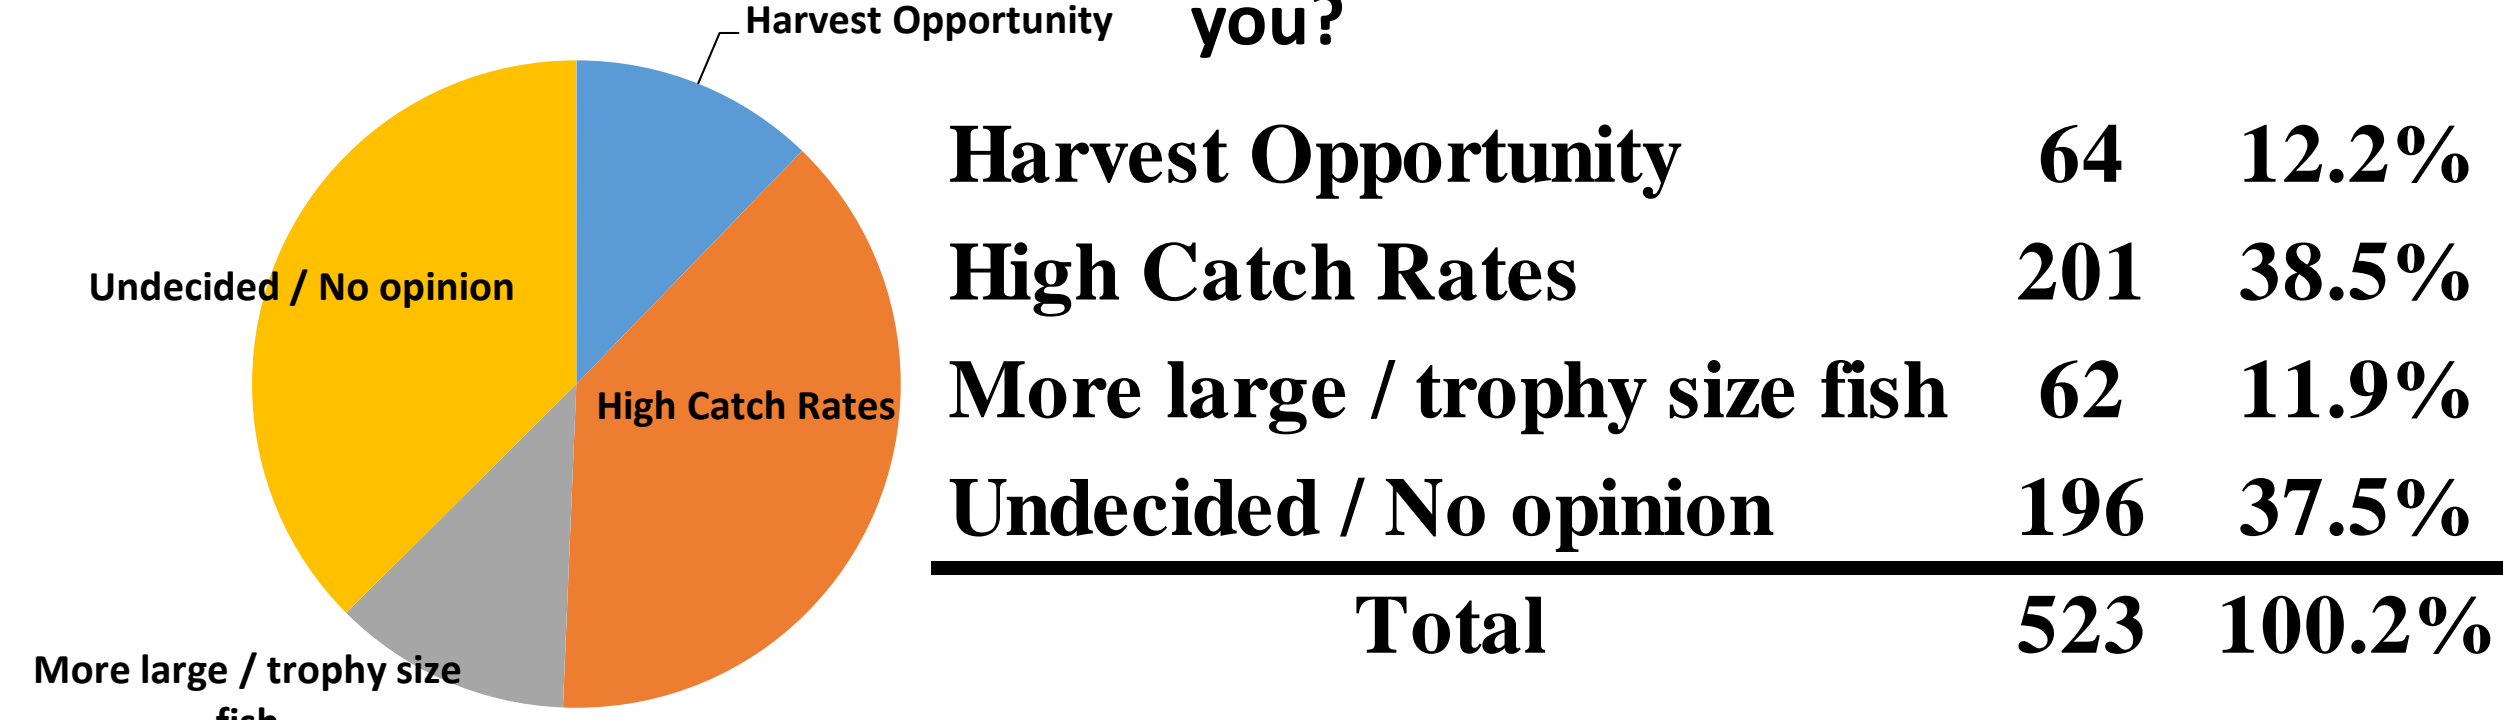 Harvest Opportunity
you?
Undecided / No opinion
High Catch Rates
More large / trophy size
fish
Harvest Opportunity 64 12.2%
High Catch Rates 201 38.5%
More large / trophy size fish 62 11.9%
Undecided / No opinion 196 37.5%
Total 523 100.2%